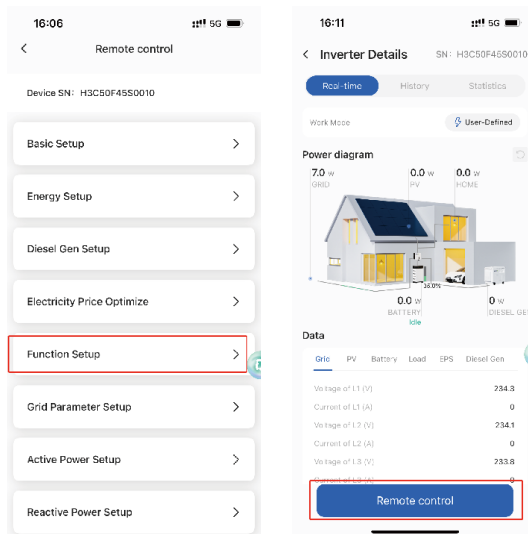 16:06
5G
Remote control
Device SN: H3C50F45S0010
Basic Setup
Energy Setup
Diesel Gen Setup
Electricity Price Optimize
Function Setup
Grid Parameter Setup
Active Power Setup
Reactive Power Setup
16:11
5G
Inverter Details
SN: H3C50F45S0010
Real-time
History
Statistics
Work Mode
User-Defined
Power diagram
7.0 w
GRID
0.0 w
PV
0.0 w
HOME
36.0%
0.0 w
BATTERY
Idle
0 w
DIESEL GE
Data
Grid
PV
Battery
Load
EPS
Diesel Gen
Voltage of L1 (V)
234.3
Current of L1 (A)
0
Voltage of L2 (V)
234.1
Current of L2 (A)
0
Voltage of L3 (V)
233.8
Current of L3 (A)
0
Remote control